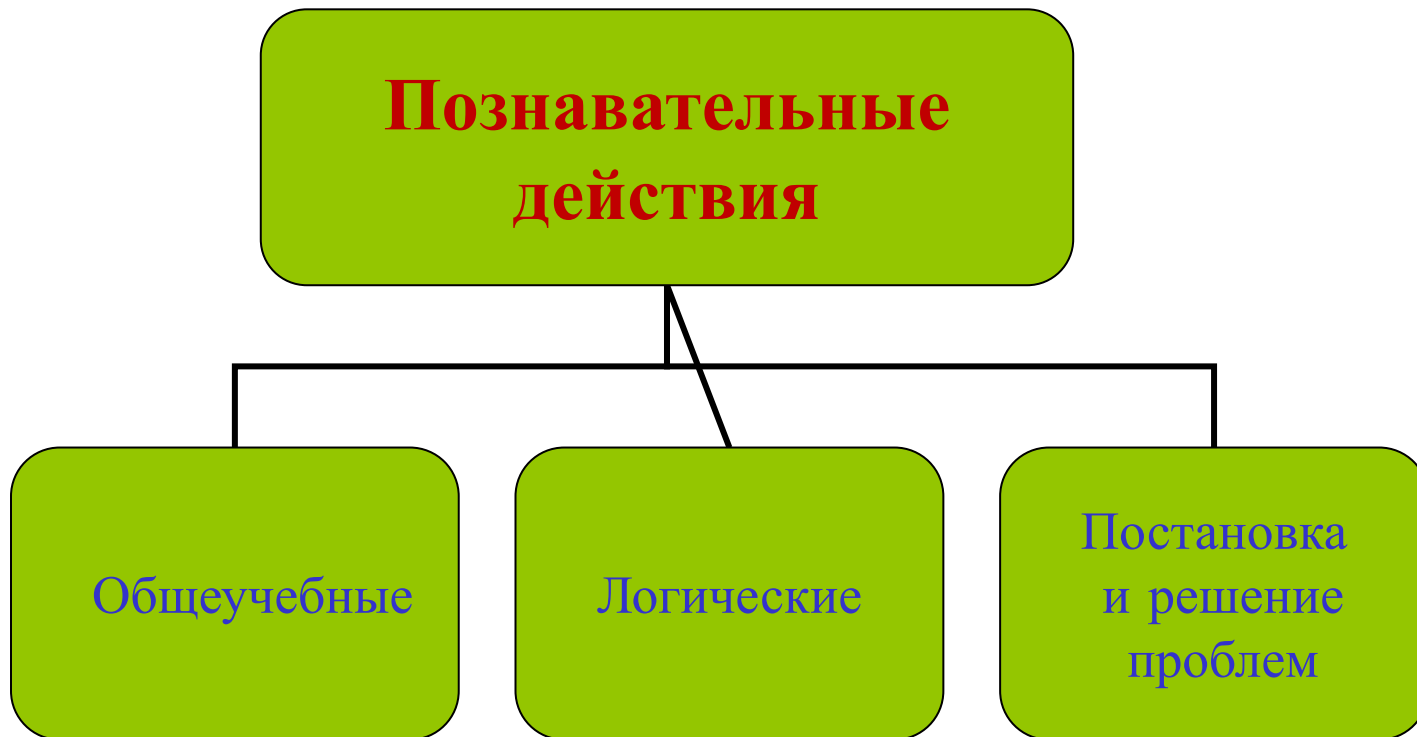 Познавательные
действия
Общеучебные
Логические
Постановка
и решение
проблем